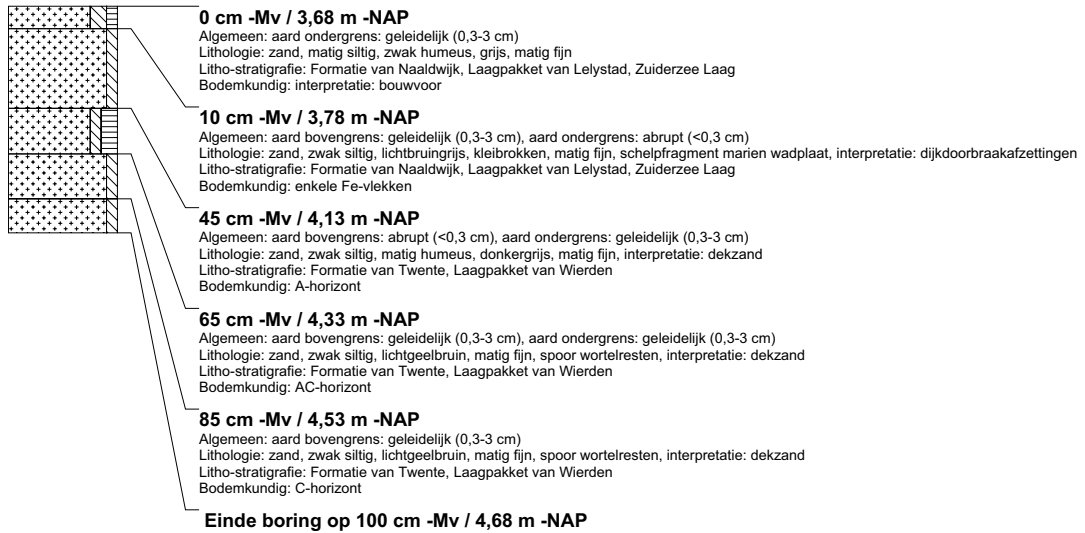 0 cm -Mv / 3,68 m -NAP
Algemeen: aard ondergrens: geleidelijk (0,3-3 cm)
Lithologie: zand, matig siltig, zwak humeus, grijs, matig fijn
Litho-stratigrafie: Formatie van Naaldwijk, Laagpakket van Lelystad, Zuiderzee Laag
Bodemkundig: interpretatie: bouwvoor
10 cm -Mv / 3,78 m -NAP
Algemeen: aard bovengrens: geleidelijk (0,3-3 cm), aard ondergrens: abrupt (<0,3 cm)
Lithologie: zand, zwak siltig, lichtbruingrijs, kleibrokken, matig fijn, schelpfragment marien wadplaat, interpretatie: dijkdoorbraakafzettingen
Litho-stratigrafie: Formatie van Naaldwijk, Laagpakket van Lelystad, Zuiderzee Laag
Bodemkundig: enkele Fe-vlekken
45 cm -Mv / 4,13 m -NAP
Algemeen: aard bovengrens: abrupt (<0,3 cm), aard ondergrens: geleidelijk (0,3-3 cm)
Lithologie: zand, zwak siltig, matig humeus, donkergrijs, matig fijn, interpretatie: dekzand
Litho-stratigrafie: Formatie van Twente, Laagpakket van Wierden
Bodemkundig: A-horizont
65 cm -Mv / 4,33 m -NAP
Algemeen: aard bovengrens: geleidelijk (0,3-3 cm), aard ondergrens: geleidelijk (0,3-3 cm)
Lithologie: zand, zwak siltig, lichtgeelbruin, matig fijn, spoor wortelresten, interpretatie: dekzand
Litho-stratigrafie: Formatie van Twente, Laagpakket van Wierden
Bodemkundig: AC-horizont
85 cm -Mv / 4,53 m -NAP
Algemeen: aard bovengrens: geleidelijk (0,3-3 cm)
Lithologie: zand, zwak siltig, lichtgeelbruin, matig fijn, spoor wortelresten, interpretatie: dekzand
Litho-stratigrafie: Formatie van Twente, Laagpakket van Wierden
Bodemkundig: C-horizont
Einde boring op 100 cm -Mv / 4,68 m -NAP